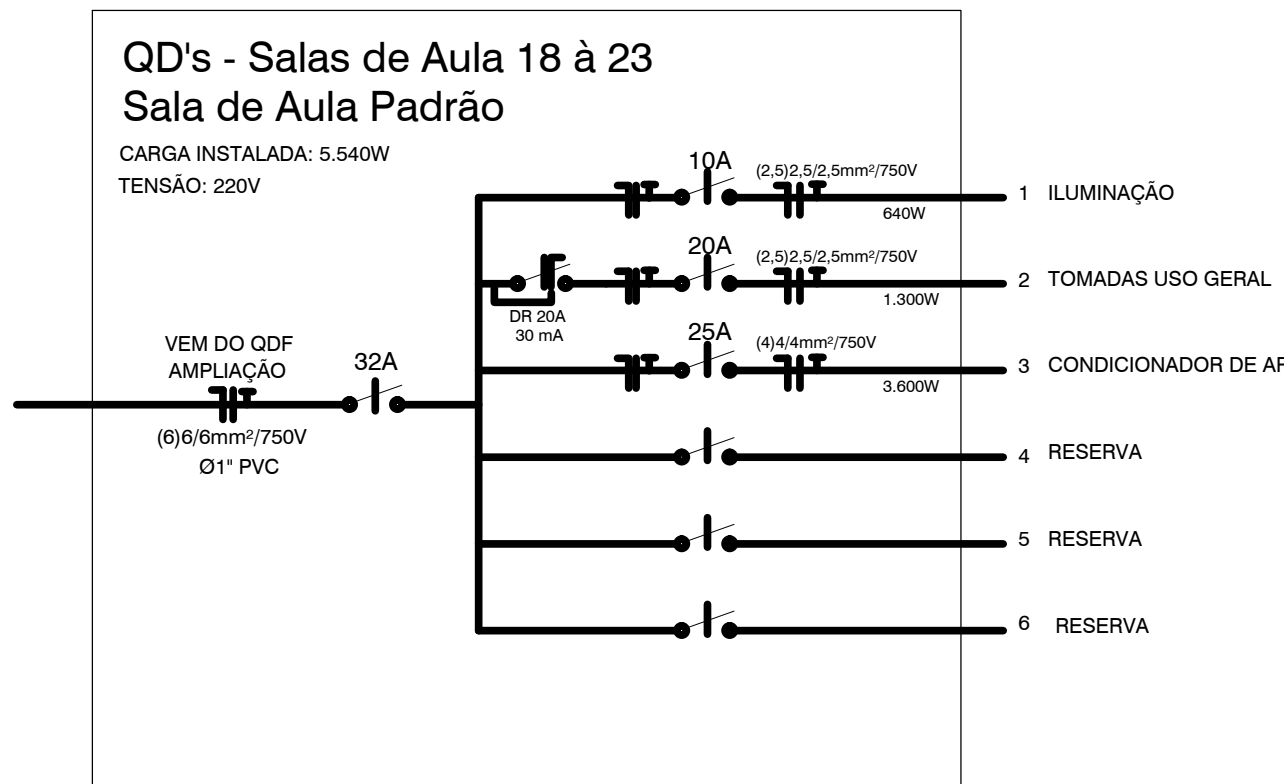 QD's - Salas de Aula 18 à 23
Sala de Aula Padrão
CARGA INSTALADA: 5.540W
TENSÃO: 220V
VEM DO QDF
AMPLIAÇÃO
(6)6/6mm²/750V
Ø1" PVC
32A
10A
(2,5)2,5/2,5mm²/750V
640W
1 ILUMINAÇÃO
DR 20A
30 mA
20A
(2,5)2,5/2,5mm²/750V
1.300W
2 TOMADAS USO GERAL
25A
(4)4/4mm²/750V
3.600W
3 CONDICIONADOR DE
4 RESERVA
5 RESERVA
6 RESERVA